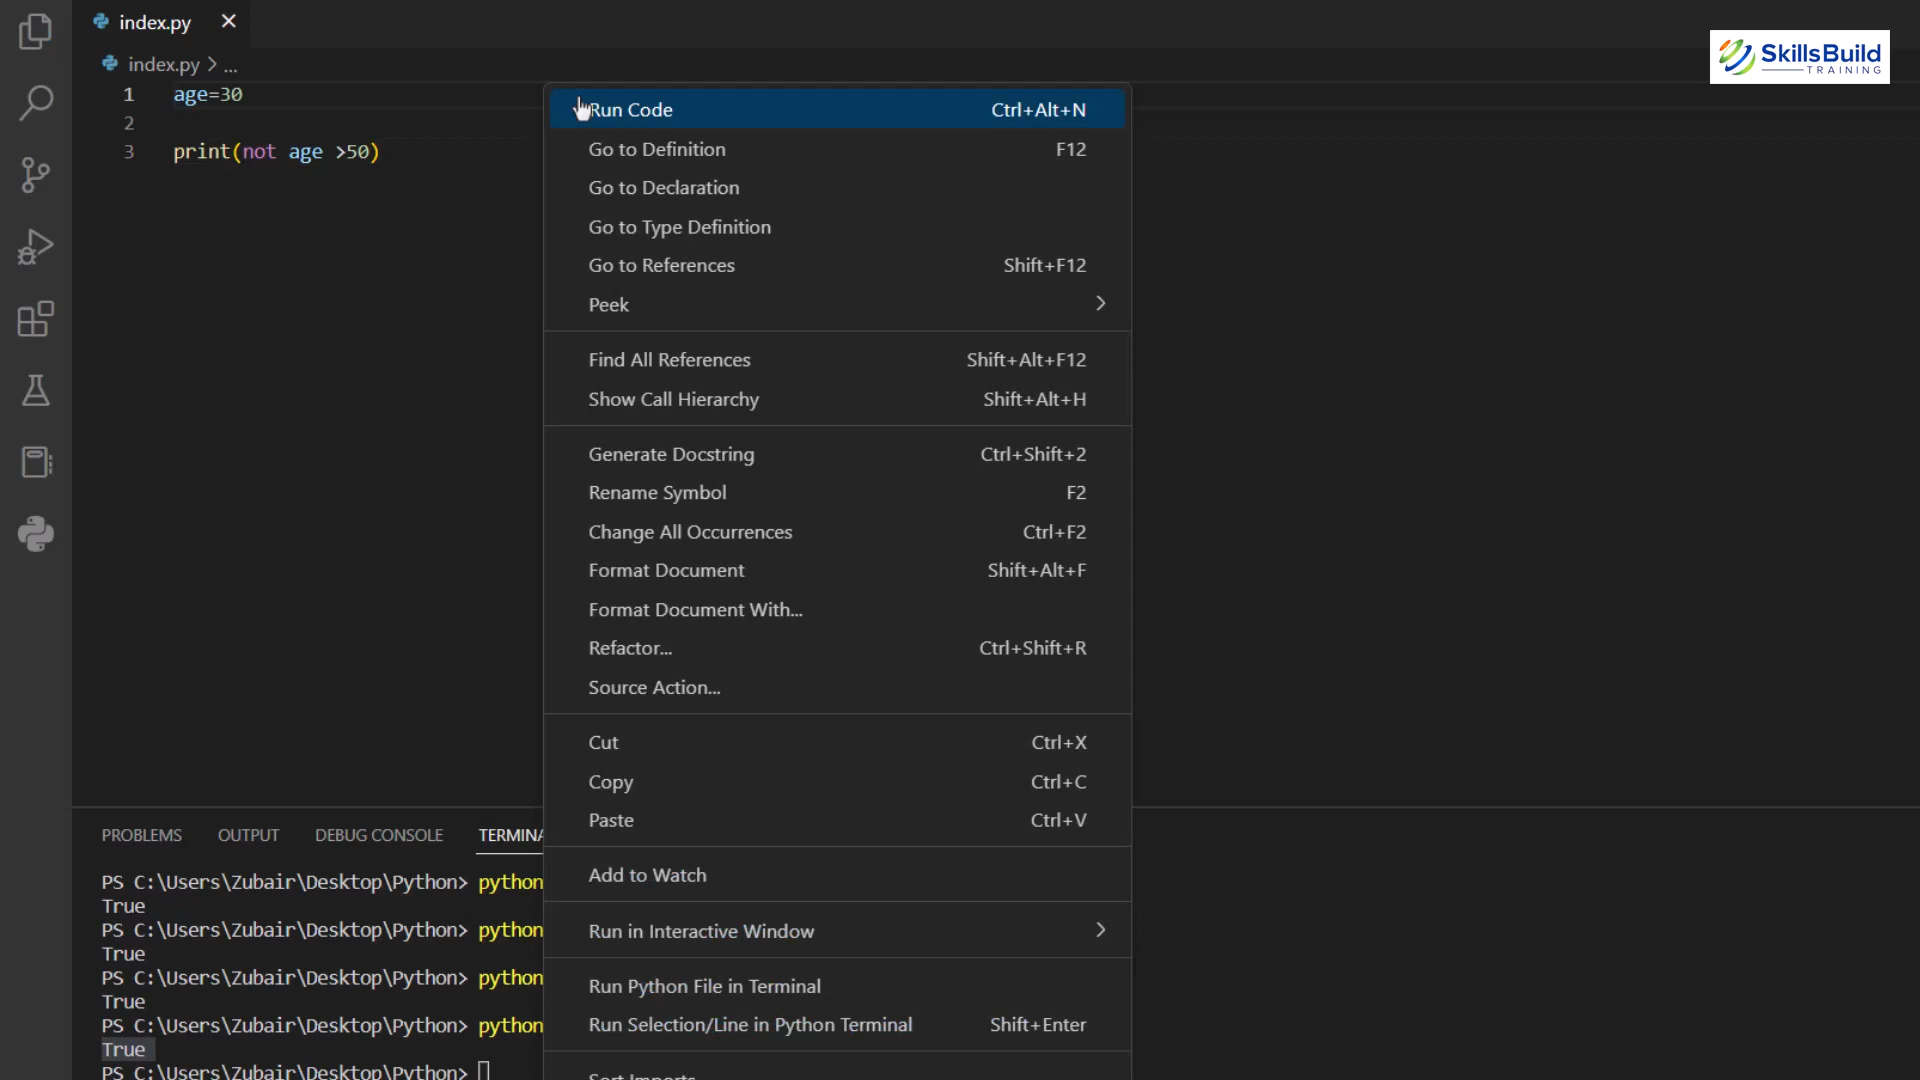 index.py
SkillsBuild
TRAINING
index.py > ...
1 age=30
2
3 print(not age >50)
Run Code Ctrl+Alt+N
Go to Definition F12
Go to Declaration
Go to Type Definition
Go to References Shift+F12
Peek
Find All References Shift+Alt+F12
Show Call Hierarchy Shift+Alt+H
Generate Docstring Ctrl+Shift+2
Rename Symbol F2
Change All Occurrences Ctrl+F2
Format Document Shift+Alt+F
Format Document With...
Refactor... Ctrl+Shift+R
Source Action...
Cut Ctrl+X
Copy Ctrl+C
Paste Ctrl+V
Add to Watch
Run in Interactive Window
Run Python File in Terminal
Run Selection/Line in Python Terminal Shift+Enter
Sort Imports
PROBLEMS OUTPUT DEBUG CONSOLE TERMINA
PS C:\Users\Zubair\Desktop\Python> python
True
PS C:\Users\Zubair\Desktop\Python> python
True
PS C:\Users\Zubair\Desktop\Python> python
True
PS C:\Users\Zubair\Desktop\Python> python
True
PS C:\Users\Zubair\Desktop\Python>